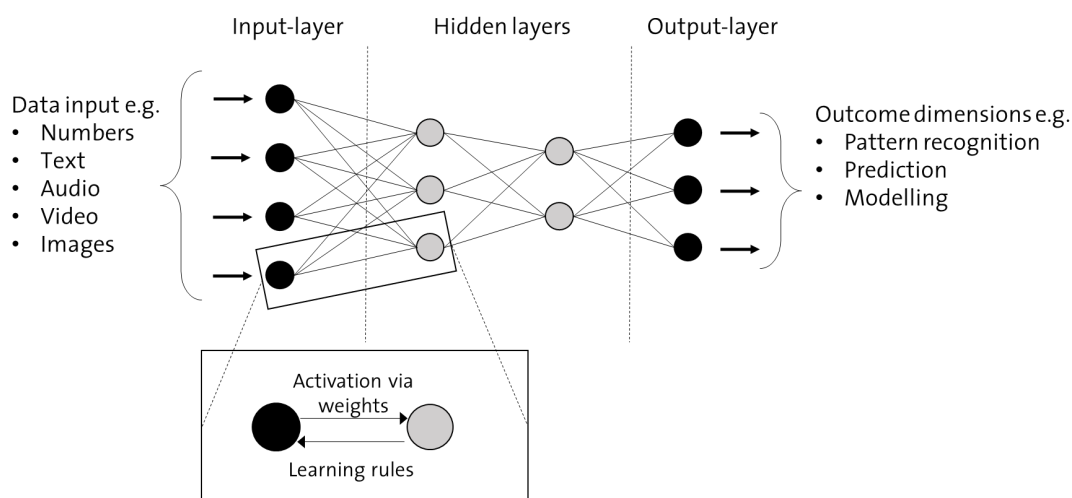 Input-layer
Hidden layers
Output-layer
Data input e.g.
• Numbers
• Text
• Audio
• Video
• Images
Outcome dimensions e.g.
• Pattern recognition
• Prediction
• Modelling
Activation via
weights
Learning rules